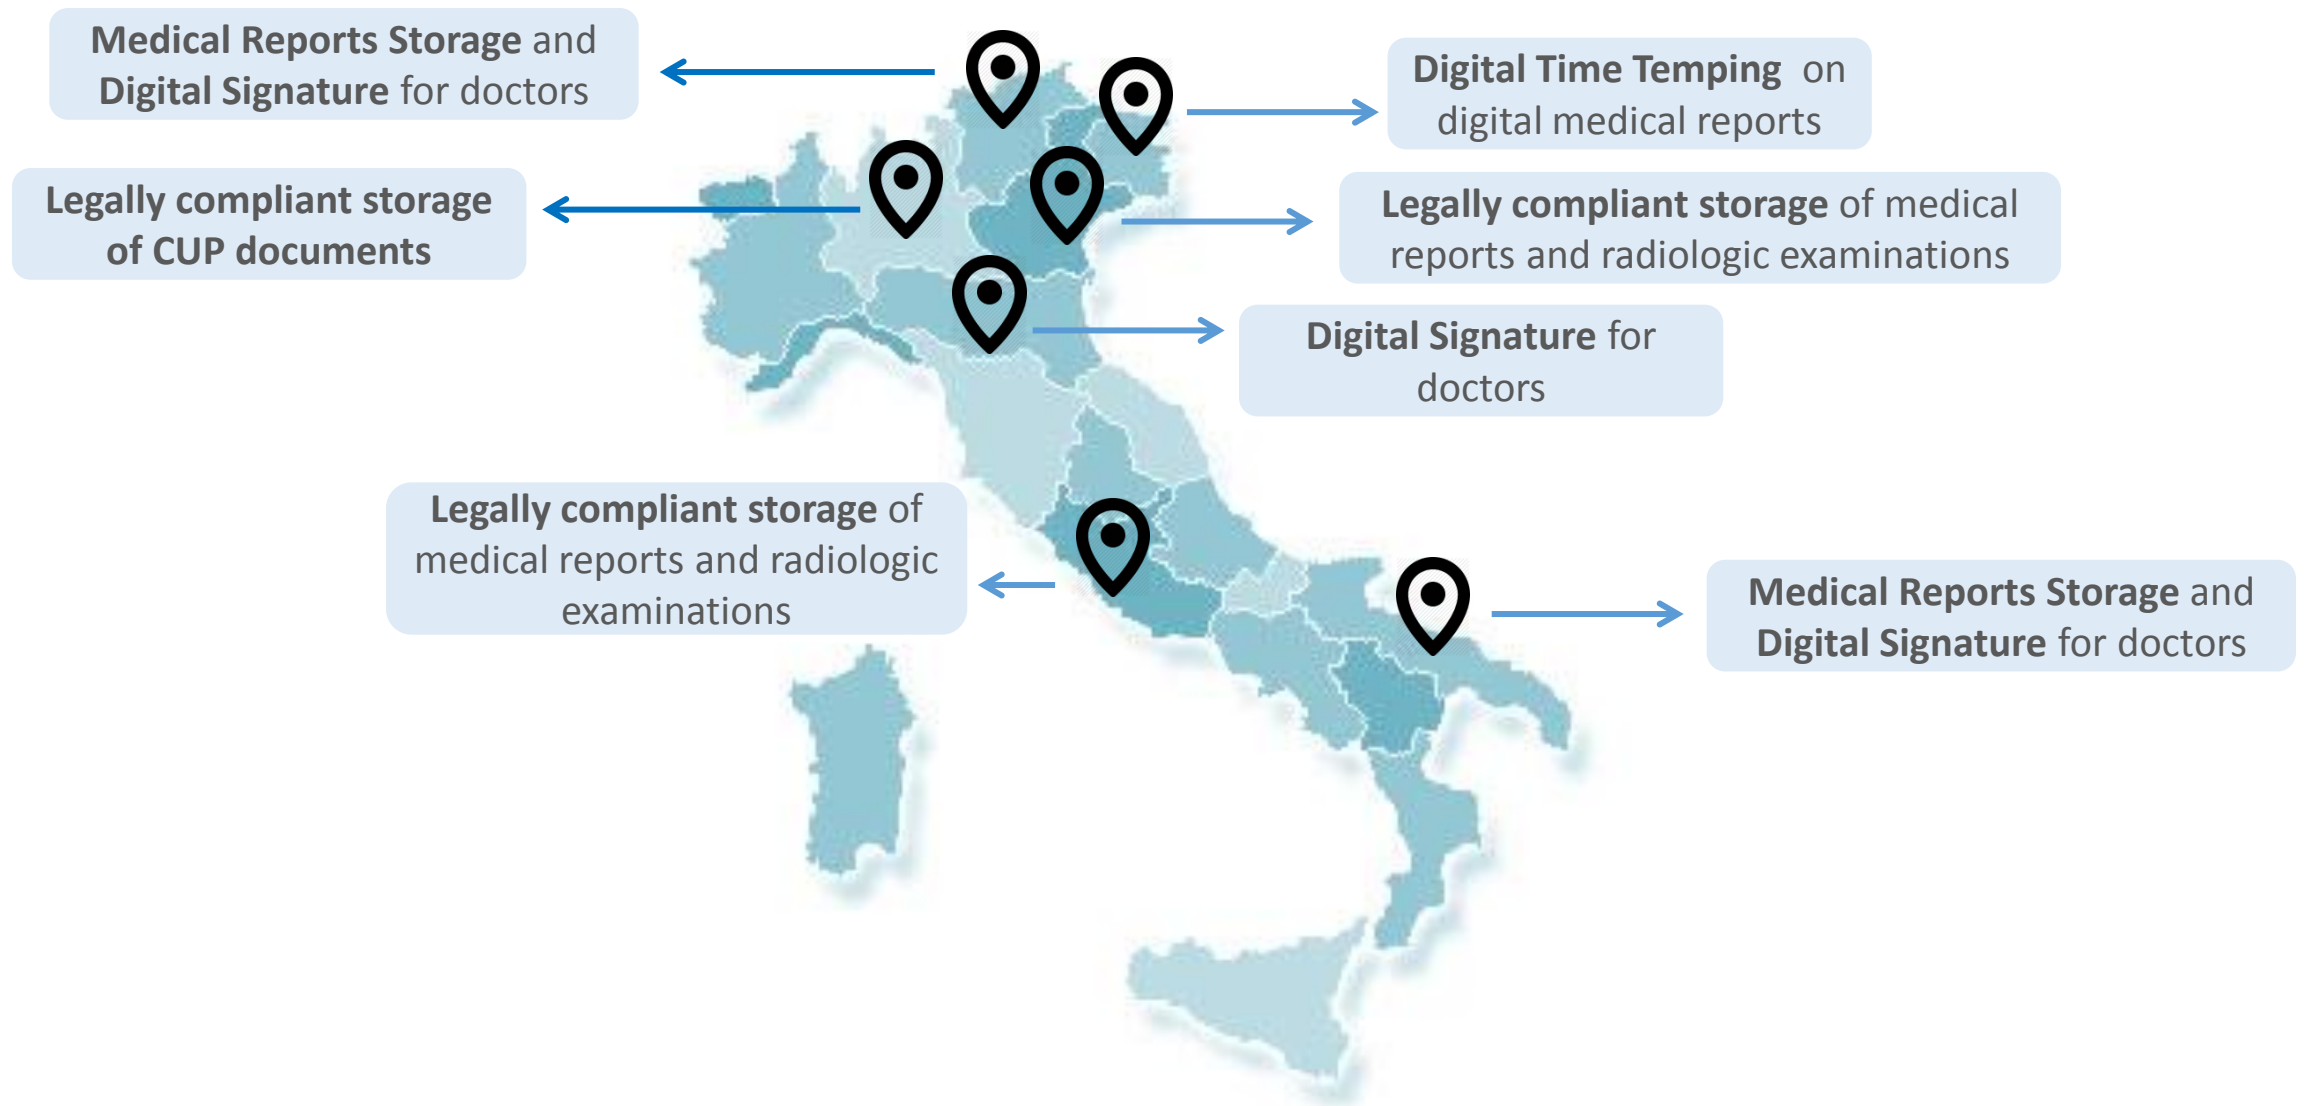 Medical Reports Storage and
Digital Signature for doctors
Digital Time Temping on
digital medical reports
Legally compliant storage
of CUP documents
Legally compliant storage of medical
reports and radiologic examinations
Digital Signature for
doctors
Legally compliant storage of
medical reports and radiologic
examinations
Medical Reports Storage and
Digital Signature for doctors